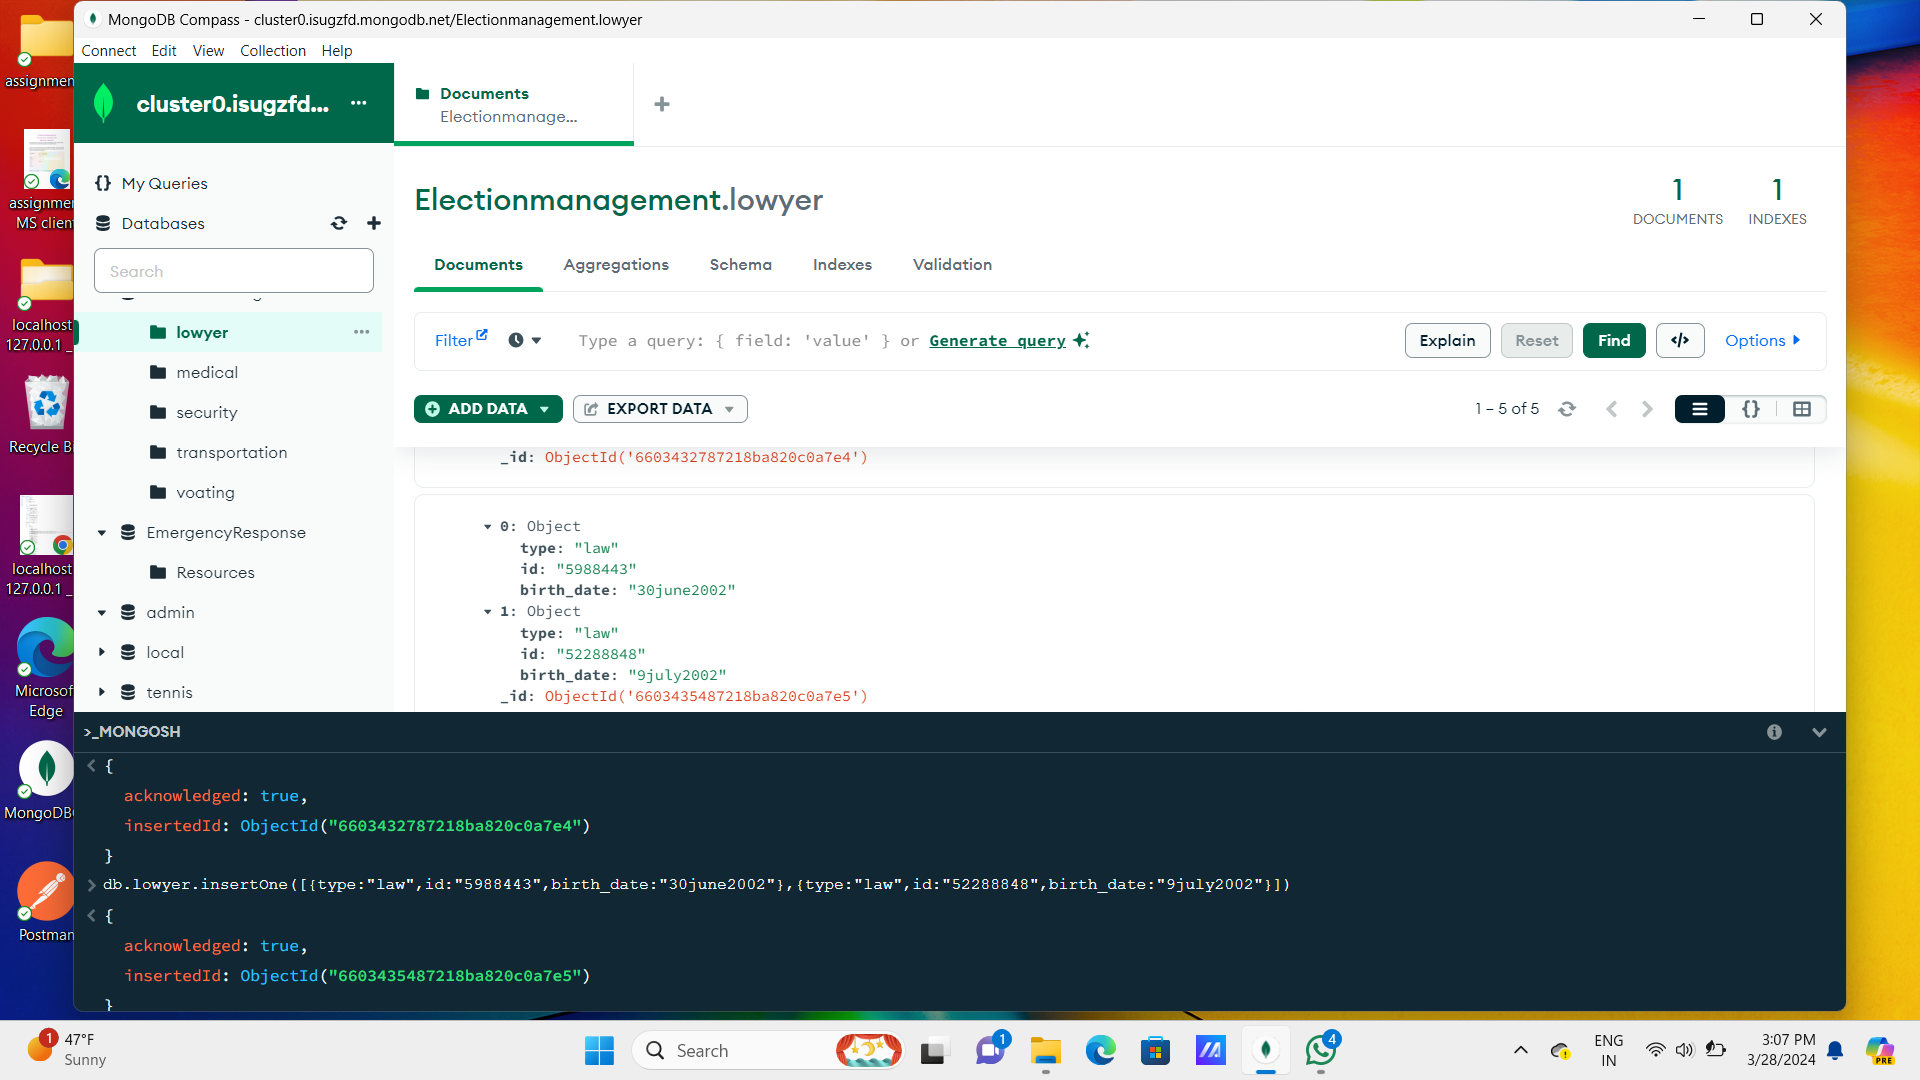 MongoDB Compass - cluster0.isugzfd.mongodb.net/Electionmanagement.lowyer
Connect Edit View Collection Help
cluster0.isugzfd... ...
Documents
Electionmanage...
My Queries
Databases
Search
lowyer ...
medical
security
transportation
voating
EmergencyResponse
Resources
admin
local
tennis
Electionmanagement.lowyer
1
DOCUMENTS
1
INDEXES
Documents Aggregations Schema Indexes Validation
Filter
Type a query: { field: 'value' } or Generate query
Explain Reset Find </> Options
ADD DATA EXPORT DATA
1 – 5 of 5
{}
_id: ObjectId('6603432787218ba820c0a7e4')
0: Object
type: "law"
id: "5988443"
birth_date: "30june2002"
1: Object
type: "law"
id: "52288848"
birth_date: "9july2002"
_id: ObjectId('6603435487218ba820c0a7e5')
>_MONGOSH
< {
acknowledged: true,
insertedId: ObjectId("6603432787218ba820c0a7e4")
}
> db.lowyer.insertOne([{type:"law",id:"5988443",birth_date:"30june2002"},{type:"law",id:"52288848",birth_date:"9july2002"}])
< {
acknowledged: true,
insertedId: ObjectId("6603435487218ba820c0a7e5")
}
assignmen
assignmen
MS clien
localhost
127.0.0.1 _
Recycle B
localhost
127.0.0.1 _
Microsof
Edge
MongoDB
Postman
1
47°F
Sunny
Search
1
4
ENG
IN
3:07 PM
3/28/2024
PRE